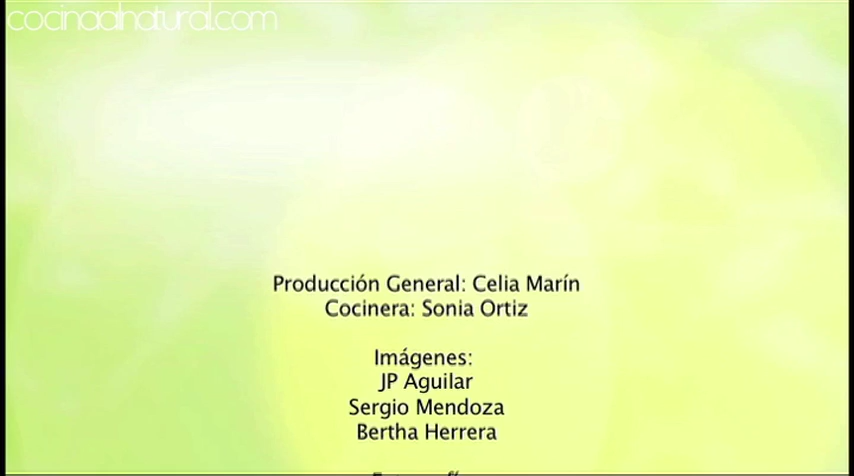 cocinaalnatural.com
Producción General: Celia Marín
Cocinera: Sonia Ortiz
Imágenes:
JP Aguilar
Sergio Mendoza
Bertha Herrera